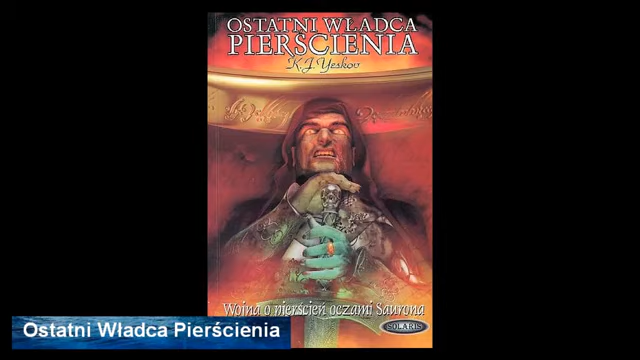 OSTATNI WŁADCA
PIERŚCIENIA
K.J. Yeskov
Wojna o pierścień oczami Saurona
SOLARIS
Ostatni Władca Pierścienia